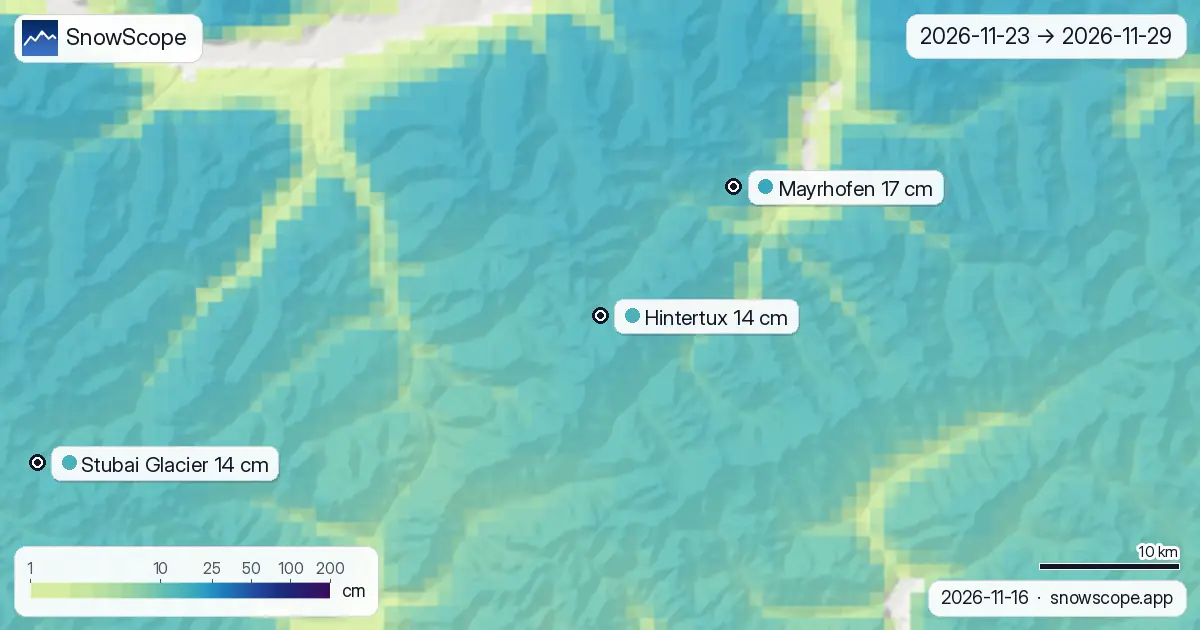 SnowScope
2026-11-23 → 2026-11-29
Mayrhofen 17 cm
Hintertux 14 cm
Stubai Glacier 14 cm
1 10 25 50 100 200
cm
10 km
2026-11-16 · snowscope.app